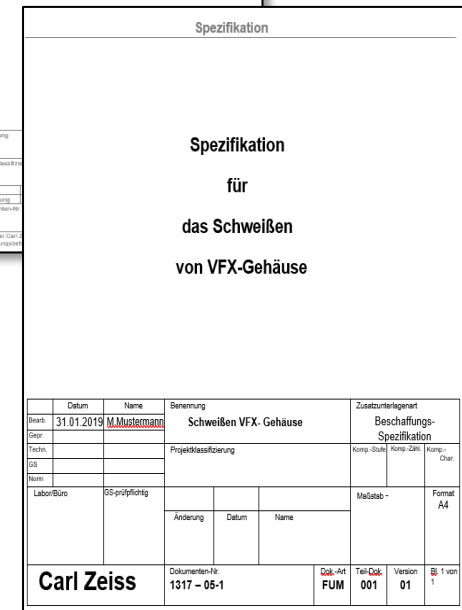 Spezifikation
Spezifikation
für
das Schweißen
von VFX-Gehäuse
Datum Name Benennung Zusatzunterlagenart
Bearb. 31.01.2019 M.Mustermann Schweißen VFX- Gehäuse Beschaffungs-
Gepr. Spezifikation
Techn. Projektklassifizierung Komp.-Stufe Komp.-Zähl. Komp.-
Char.
GS
Norm
Labor/Büro GS-prüfpflichtig Maßstab - Format
A4
Änderung Datum Name
Carl Zeiss Dokumenten-Nr. Dok.-Art Teil-Dok. Version Bl. 1 von
1317 – 05-1 FUM 001 01 1